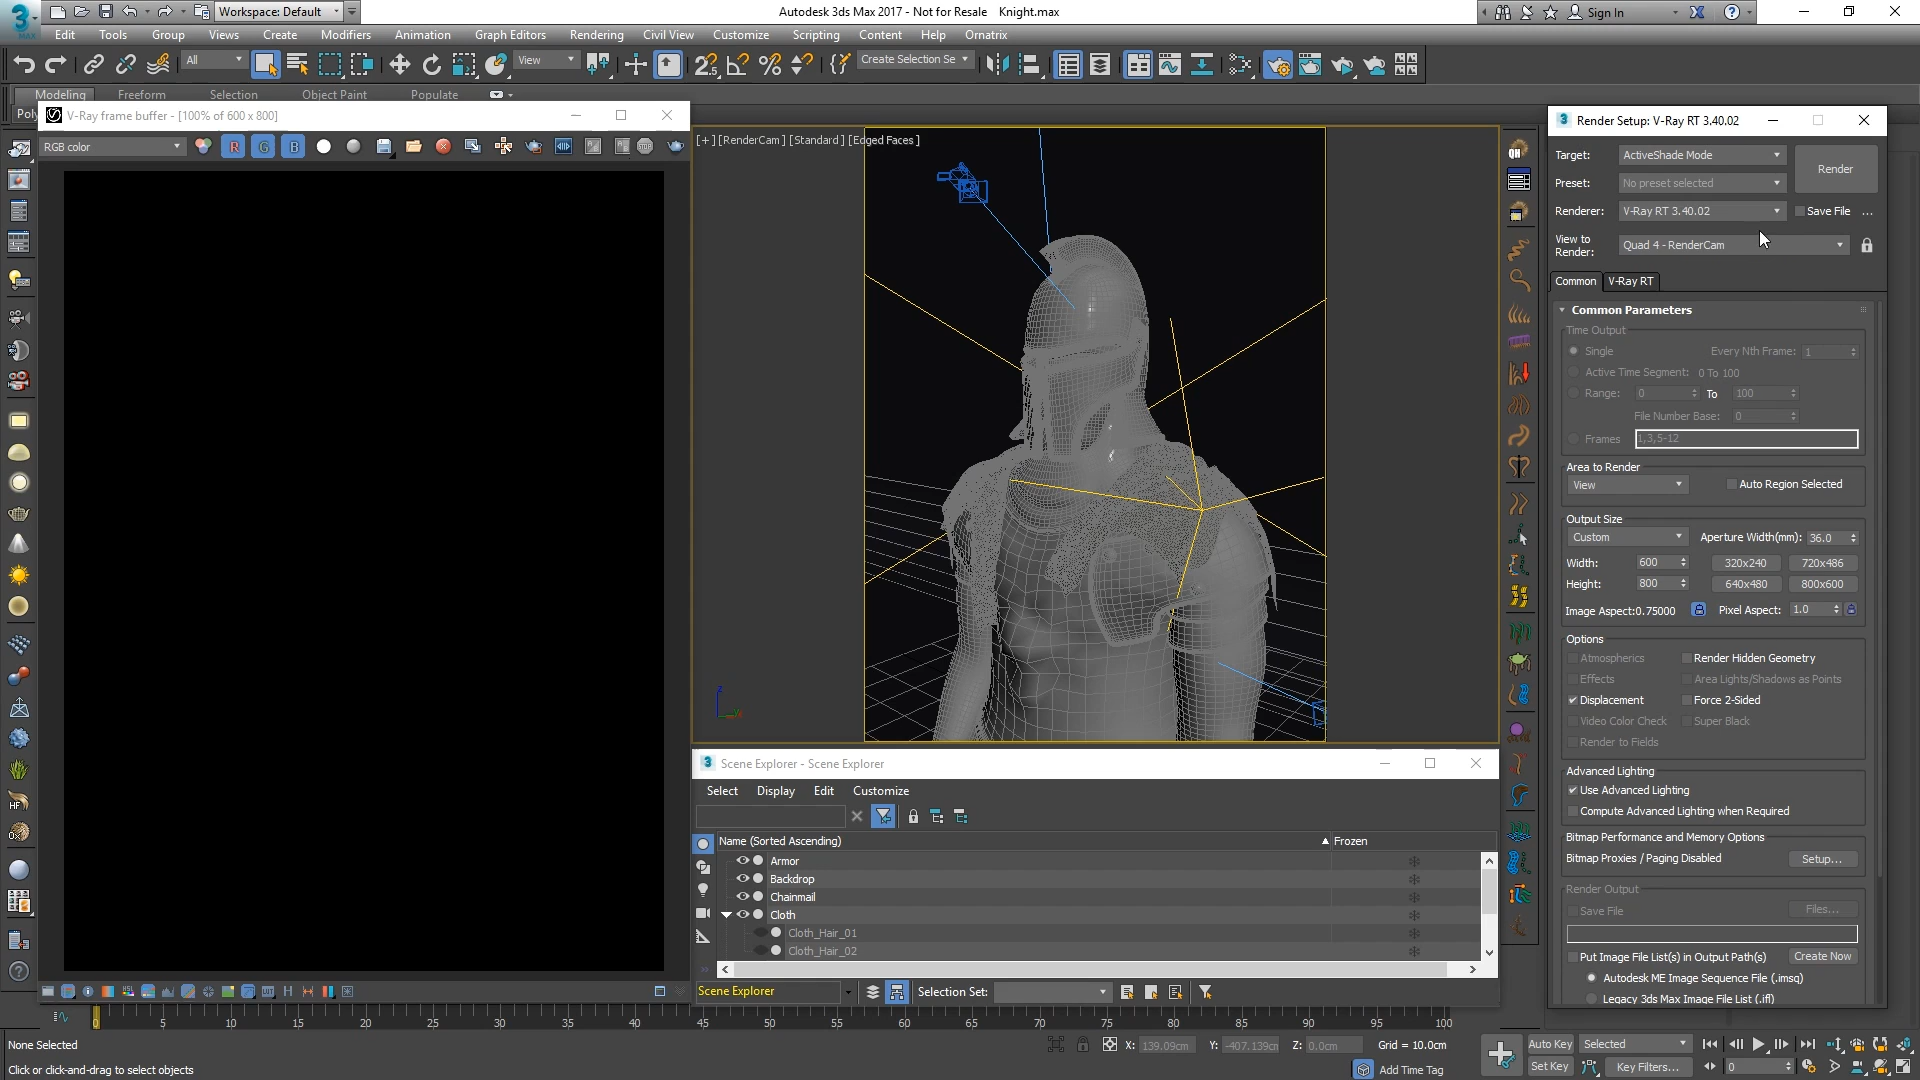 3
MAX
Workspace: Default
Autodesk 3ds Max 2017 - Not for Resale    Knight.max
Sign In
Edit Tools Group Views Create Modifiers Animation Graph Editors Rendering Civil View Customize Scripting Content Help Ornatrix
All
View
Create Selection Se
Modeling Freeform Selection Object Paint Populate
Poly
V-Ray frame buffer - [100% of 600 x 800]
RGB color
R G B
[+] [RenderCam] [Standard] [Edged Faces]
z
Render Setup: V-Ray RT 3.40.02
Target: ActiveShade Mode
Render
Preset: No preset selected
Renderer: V-Ray RT 3.40.02
Save File ...
View to Render: Quad 4 - RenderCam
Common V-Ray RT
Common Parameters
Time Output
Single Every Nth Frame: 1
Active Time Segment: 0 To 100
Range: 0 To 100
File Number Base: 0
Frames 1,3,5-12
Area to Render
View
Auto Region Selected
Output Size
Custom Aperture Width(mm): 36.0
Width: 600 320x240 720x486
Height: 800 640x480 800x600
Image Aspect:0.75000 Pixel Aspect: 1.0
Options
Atmospherics Render Hidden Geometry
Effects Area Lights/Shadows as Points
Displacement Force 2-Sided
Video Color Check Super Black
Render to Fields
Advanced Lighting
Use Advanced Lighting
Compute Advanced Lighting when Required
Bitmap Performance and Memory Options
Bitmap Proxies / Paging Disabled Setup...
Render Output
Save File Files...
Put Image File List(s) in Output Path(s) Create Now
Autodesk ME Image Sequence File (.imsq)
Legacy 3ds Max Image File List (.ifl)
QH
HF
Scene Explorer - Scene Explorer
Select Display Edit Customize
Name (Sorted Ascending) Frozen
Armor
Backdrop
Chainmail
Cloth
Cloth_Hair_01
Cloth_Hair_02
Scene Explorer
Selection Set:
0 5 10 15 20 25 30 35 40 45 50 55 60 65 70 75 80 85 90 95 100
None Selected
X: 139.09cm Y: -407.139cm Z: 0.0cm Grid = 10.0cm
Auto Key Selected
Click or click-and-drag to select objects
Add Time Tag
Set Key Key Filters...
0